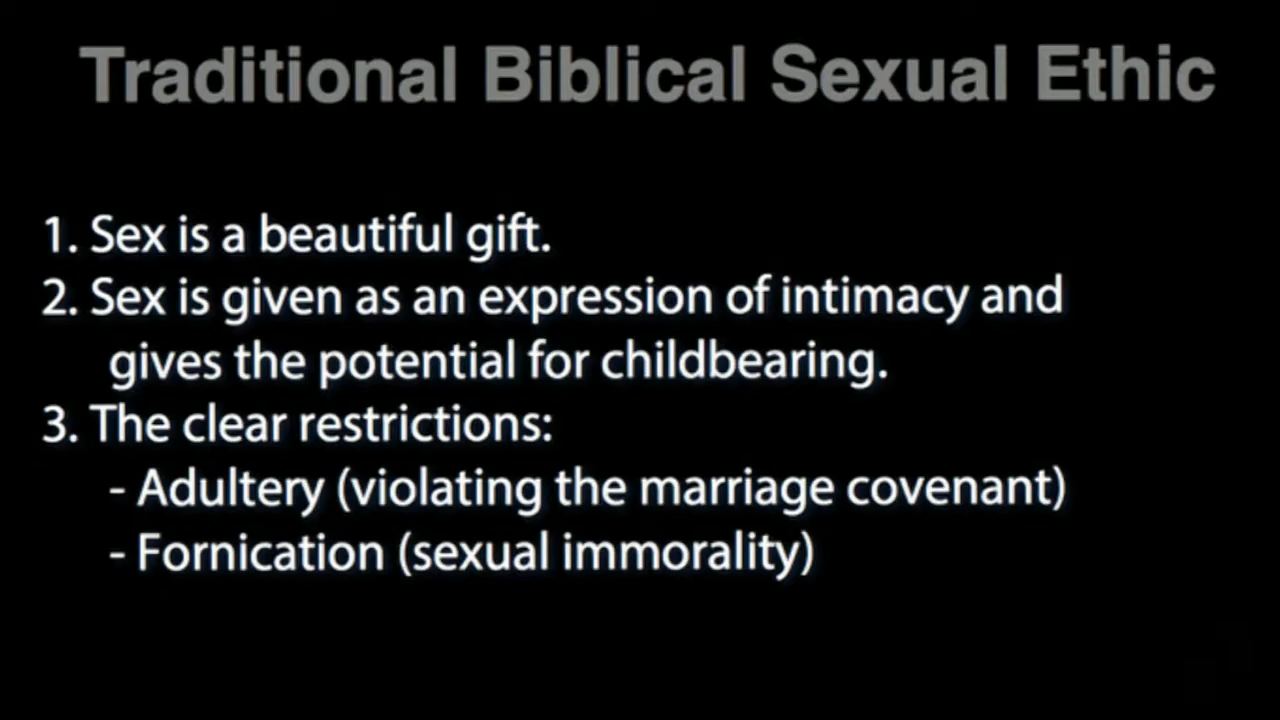 Traditional Biblical Sexual Ethic
1. Sex is a beautiful gift.
2. Sex is given as an expression of intimacy and
gives the potential for childbearing.
3. The clear restrictions:
- Adultery (violating the marriage covenant)
- Fornication (sexual immorality)